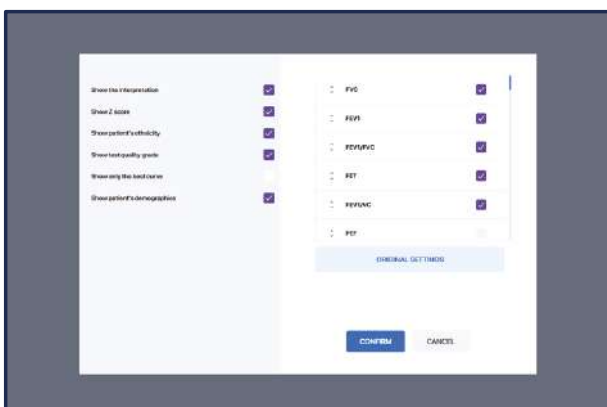 Show the interpretation
Show Z score
Show patient's ethnicity
Show test quality grade
Show only the best curve
Show patient's demographics
FVC
FEV1
FEV1/FVC
PEF
FEV1/VC
ORIGINAL SETTINGS
CONFIRM
CANCEL